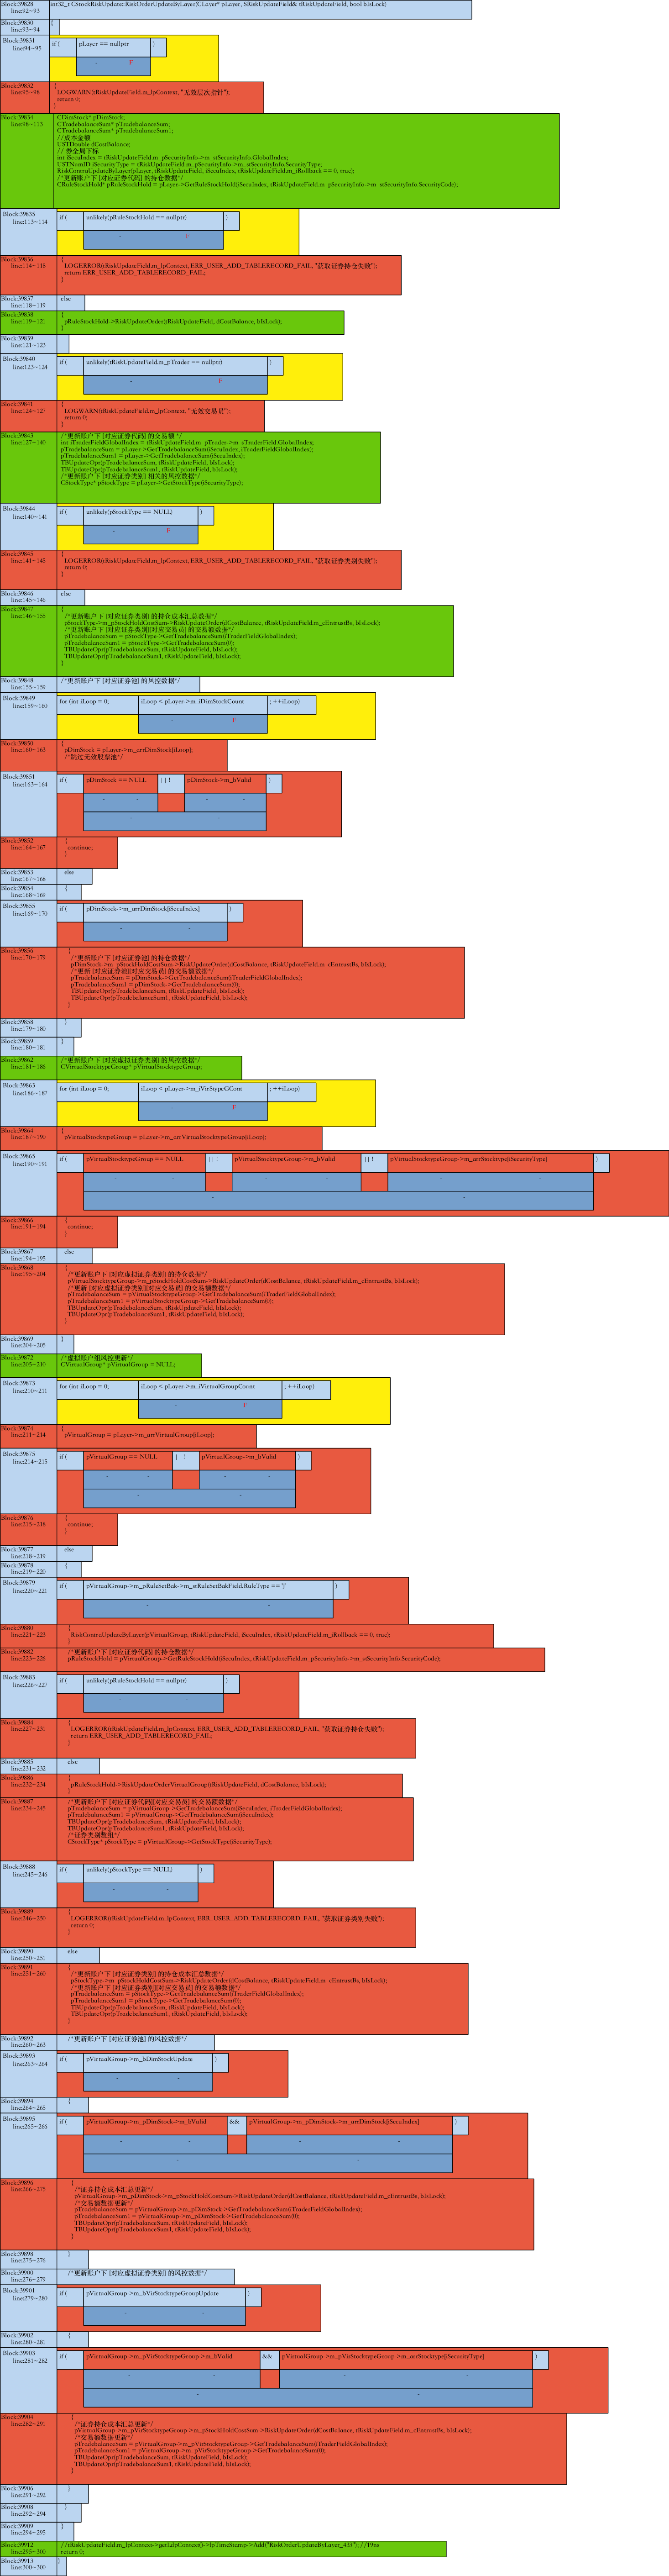 Block:39828 int32_t CStockRiskUpdate::RiskOrderUpdateByLayer(CLayer* pLayer, SRiskUpdateField& tRiskUpdateField, bool bIsLock)
line:92~93
Block:39830 {
line:93~94
Block:39831 if ( pLayer == nullptr )
line:94~95 - F
Block:39832 {
line:95~98 LOGWARN(tRiskUpdateField.m_lpContext, "无效层次指针");
return 0;
}
Block:39834 CDimStock* pDimStock;
line:98~113 CTradebalanceSum* pTradebalanceSum;
CTradebalanceSum* pTradebalanceSum1;
//成本金额
USTDouble dCostBalance;
// 券全局下标
int iSecuIndex = tRiskUpdateField.m_pSecurityInfo->m_stSecurityInfo.GlobalIndex;
USTNumID iSecurityType = tRiskUpdateField.m_pSecurityInfo->m_stSecurityInfo.SecurityType;
RiskControlUpdateByLayer(pLayer, tRiskUpdateField, iSecuIndex, tRiskUpdateField.m_iRollback == 0, true);
/*更新账户下 [对应证券代码] 的持仓数据*/
CRuleStockHold* pRuleStockHold = pLayer->GetRuleStockHold(iSecuIndex, tRiskUpdateField.m_pSecurityInfo->m_stSecurityInfo.SecurityCode);
Block:39835 if ( unlikely(pRuleStockHold == nullptr) )
line:113~114 - F
Block:39836 {
line:114~118 LOGERROR(tRiskUpdateField.m_lpContext, ERR_USER_ADD_TABLERECORD_FAIL, "获取证券持仓失败");
return ERR_USER_ADD_TABLERECORD_FAIL;
}
Block:39837 else
line:118~119
Block:39838 {
line:119~121 pRuleStockHold->RiskUpdateOrder(tRiskUpdateField, dCostBalance, bIsLock);
}
Block:39839
line:121~123
Block:39840 if ( unlikely(tRiskUpdateField.m_pTrader == nullptr) )
line:123~124 - F
Block:39841 {
line:124~127 LOGWARN(tRiskUpdateField.m_lpContext, "无效交易员");
return 0;
}
Block:39843 /*更新账户下 [对应证券代码] 的交易额 */
line:127~140 int iTraderFieldGlobalIndex = tRiskUpdateField.m_pTrader->m_sTraderField.GlobalIndex;
pTradebalanceSum = pLayer->GetTradebalanceSum(iSecuIndex, iTraderFieldGlobalIndex);
pTradebalanceSum1 = pLayer->GetTradebalanceSum(iSecuIndex);
TBUpdateOpr(pTradebalanceSum, tRiskUpdateField, bIsLock);
TBUpdateOpr(pTradebalanceSum1, tRiskUpdateField, bIsLock);
/*更新账户下 [对应证券类别] 相关的风控数据*/
CStockType* pStockType = pLayer->GetStockType(iSecurityType);
Block:39844 if ( unlikely(pStockType == NULL) )
line:140~141 - F
Block:39845 {
line:141~145 LOGERROR(tRiskUpdateField.m_lpContext, ERR_USER_ADD_TABLERECORD_FAIL, "获取证券类别失败");
return 0;
}
Block:39846 else
line:145~146
Block:39847 {
line:146~155 /*更新账户下 [对应证券类别] 的持仓成本汇总数据*/
pStockType->m_pStockHoldCostSum->RiskUpdateOrder(dCostBalance, tRiskUpdateField.m_cEntrustBs, bIsLock);
/*更新账户下 [对应证券类别][对应交易员] 的交易额数据*/
pTradebalanceSum = pStockType->GetTradebalanceSum(iTraderFieldGlobalIndex);
pTradebalanceSum1 = pStockType->GetTradebalanceSum(0);
TBUpdateOpr(pTradebalanceSum, tRiskUpdateField, bIsLock);
TBUpdateOpr(pTradebalanceSum1, tRiskUpdateField, bIsLock);
}
Block:39848 /*更新账户下 [对应证券池] 的风控数据*/
line:155~159
Block:39849 for (int iLoop = 0; iLoop < pLayer->m_iDimStockCount ; ++iLoop)
line:159~160 - F
Block:39850 {
line:160~163 pDimStock = pLayer->m_arrDimStock[iLoop];
/*跳过无效股票池*/
Block:39851 if ( pDimStock == NULL || ! pDimStock->m_bValid )
line:163~164 - - - -
- -
Block:39852 {
line:164~167 continue;
}
Block:39853 else
line:167~168
Block:39854 {
line:168~169
Block:39855 if ( pDimStock->m_arrDimStock[iSecuIndex] )
line:169~170 - -
Block:39856 {
line:170~179 /*更新账户下 [对应证券池] 的持仓数据*/
pDimStock->m_pStockHoldCostSum->RiskUpdateOrder(dCostBalance, tRiskUpdateField.m_cEntrustBs, bIsLock);
/*更新 [对应证券池][对应交易员] 的交易额数据*/
pTradebalanceSum = pDimStock->GetTradebalanceSum(iTraderFieldGlobalIndex);
pTradebalanceSum1 = pDimStock->GetTradebalanceSum(0);
TBUpdateOpr(pTradebalanceSum, tRiskUpdateField, bIsLock);
TBUpdateOpr(pTradebalanceSum1, tRiskUpdateField, bIsLock);
}
Block:39858 }
line:179~180
Block:39859 }
line:180~181
Block:39862 /*更新账户下 [对应虚拟证券类别] 的风控数据*/
line:181~186 CVirtualStocktypeGroup* pVirtualStocktypeGroup;
Block:39863 for (int iLoop = 0; iLoop < pLayer->m_iVirStypeGCont ; ++iLoop)
line:186~187 - F
Block:39864 {
line:187~190 pVirtualStocktypeGroup = pLayer->m_arrVirtualStocktypeGroup[iLoop];
Block:39865 if ( pVirtualStocktypeGroup == NULL || ! pVirtualStocktypeGroup->m_bValid || ! pVirtualStocktypeGroup->m_arrStocktype[iSecurityType] )
line:190~191 - - - - - -
- -
Block:39866 {
line:191~194 continue;
}
Block:39867 else
line:194~195
Block:39868 {
line:195~204 /*更新账户下 [对应虚拟证券类别] 的持仓数据*/
pVirtualStocktypeGroup->m_pStockHoldCostSum->RiskUpdateOrder(dCostBalance, tRiskUpdateField.m_cEntrustBs, bIsLock);
/*更新 [对应虚拟证券类别][对应交易员] 的交易额数据*/
pTradebalanceSum = pVirtualStocktypeGroup->GetTradebalanceSum(iTraderFieldGlobalIndex);
pTradebalanceSum1 = pVirtualStocktypeGroup->GetTradebalanceSum(0);
TBUpdateOpr(pTradebalanceSum, tRiskUpdateField, bIsLock);
TBUpdateOpr(pTradebalanceSum1, tRiskUpdateField, bIsLock);
}
Block:39869 }
line:204~205
Block:39872 /*虚拟账户组风控更新*/
line:205~210 CVirtualGroup* pVirtualGroup = NULL;
Block:39873 for (int iLoop = 0; iLoop < pLayer->m_iVirtualGroupCount ; ++iLoop)
line:210~211 - F
Block:39874 {
line:211~214 pVirtualGroup = pLayer->m_arrVirtualGroup[iLoop];
Block:39875 if ( pVirtualGroup == NULL || ! pVirtualGroup->m_bValid )
line:214~215 - - - -
- -
Block:39876 {
line:215~218 continue;
}
Block:39877 else
line:218~219
Block:39878 {
line:219~220
Block:39879 if ( pVirtualGroup->m_pRuleSetBak->m_stRuleSetBakField.RuleType == 'J' )
line:220~221 - -
Block:39880 {
line:221~223 RiskControlUpdateByLayer(pVirtualGroup, tRiskUpdateField, iSecuIndex, tRiskUpdateField.m_iRollback == 0, true);
}
Block:39882 /*更新账户下 [对应证券代码] 的持仓数据*/
line:223~226 pRuleStockHold = pVirtualGroup->GetRuleStockHold(iSecuIndex, tRiskUpdateField.m_pSecurityInfo->m_stSecurityInfo.SecurityCode);
Block:39883 if ( unlikely(pRuleStockHold == nullptr) )
line:226~227 - -
Block:39884 {
line:227~231 LOGERROR(tRiskUpdateField.m_lpContext, ERR_USER_ADD_TABLERECORD_FAIL, "获取证券持仓失败");
return ERR_USER_ADD_TABLERECORD_FAIL;
}
Block:39885 else
line:231~232
Block:39886 {
line:232~234 pRuleStockHold->RiskUpdateOrderVirtualGroup(tRiskUpdateField, dCostBalance, bIsLock);
}
Block:39887 /*更新账户下 [对应证券代码][对应交易员] 的交易额数据*/
line:234~245 pTradebalanceSum = pVirtualGroup->GetTradebalanceSum(iSecuIndex, iTraderFieldGlobalIndex);
pTradebalanceSum1 = pVirtualGroup->GetTradebalanceSum(iSecuIndex);
TBUpdateOpr(pTradebalanceSum, tRiskUpdateField, bIsLock);
TBUpdateOpr(pTradebalanceSum1, tRiskUpdateField, bIsLock);
/*证券类别数组*/
CStockType* pStockType = pVirtualGroup->GetStockType(iSecurityType);
Block:39888 if ( unlikely(pStockType == NULL) )
line:245~246 - -
Block:39889 {
line:246~250 LOGERROR(tRiskUpdateField.m_lpContext, ERR_USER_ADD_TABLERECORD_FAIL, "获取证券类别失败");
return 0;
}
Block:39890 else
line:250~251
Block:39891 {
line:251~260 /*更新账户下 [对应证券类别] 的持仓成本汇总数据*/
pStockType->m_pStockHoldCostSum->RiskUpdateOrder(dCostBalance, tRiskUpdateField.m_cEntrustBs, bIsLock);
/*更新账户下 [对应证券类别][对应交易员] 的交易额数据*/
pTradebalanceSum = pStockType->GetTradebalanceSum(iTraderFieldGlobalIndex);
pTradebalanceSum1 = pStockType->GetTradebalanceSum(0);
TBUpdateOpr(pTradebalanceSum, tRiskUpdateField, bIsLock);
TBUpdateOpr(pTradebalanceSum1, tRiskUpdateField, bIsLock);
}
Block:39892 /*更新账户下 [对应证券池] 的风控数据*/
line:260~263
Block:39893 if ( pVirtualGroup->m_bDimStockUpdate )
line:263~264 - -
Block:39894 {
line:264~265
Block:39895 if ( pVirtualGroup->m_pDimStock->m_bValid && pVirtualGroup->m_pDimStock->m_arrDimStock[iSecuIndex] )
line:265~266 - - - -
- -
Block:39896 {
line:266~275 /*证券持仓成本汇总更新*/
pVirtualGroup->m_pDimStock->m_pStockHoldCostSum->RiskUpdateOrder(dCostBalance, tRiskUpdateField.m_cEntrustBs, bIsLock);
/*交易额数据更新*/
pTradebalanceSum = pVirtualGroup->m_pDimStock->GetTradebalanceSum(iTraderFieldGlobalIndex);
pTradebalanceSum1 = pVirtualGroup->m_pDimStock->GetTradebalanceSum(0);
TBUpdateOpr(pTradebalanceSum, tRiskUpdateField, bIsLock);
TBUpdateOpr(pTradebalanceSum1, tRiskUpdateField, bIsLock);
}
Block:39898 }
line:275~276
Block:39900 /*更新账户下 [对应虚拟证券类别] 的风控数据*/
line:276~279
Block:39901 if ( pVirtualGroup->m_bVirStocktypeGroupUpdate )
line:279~280 - -
Block:39902 {
line:280~281
Block:39903 if ( pVirtualGroup->m_pVirStocktypeGroup->m_bValid && pVirtualGroup->m_pVirStocktypeGroup->m_arrStocktype[iSecurityType] )
line:281~282 - - - -
- -
Block:39904 {
line:282~291 /*证券持仓成本汇总更新*/
pVirtualGroup->m_pVirStocktypeGroup->m_pStockHoldCostSum->RiskUpdateOrder(dCostBalance, tRiskUpdateField.m_cEntrustBs, bIsLock);
/*交易额数据更新*/
pTradebalanceSum = pVirtualGroup->m_pVirStocktypeGroup->GetTradebalanceSum(iTraderFieldGlobalIndex);
pTradebalanceSum1 = pVirtualGroup->m_pVirStocktypeGroup->GetTradebalanceSum(0);
TBUpdateOpr(pTradebalanceSum, tRiskUpdateField, bIsLock);
TBUpdateOpr(pTradebalanceSum1, tRiskUpdateField, bIsLock);
}
Block:39906 }
line:291~292
Block:39908 }
line:292~294
Block:39909 }
line:294~295
Block:39912 //tRiskUpdateField.m_lpContext->getLdpContext()->lpTimeStamp->Add("RiskOrderUpdateByLayer_433"); //19ns
line:295~300 return 0;
Block:39913 }
line:300~300